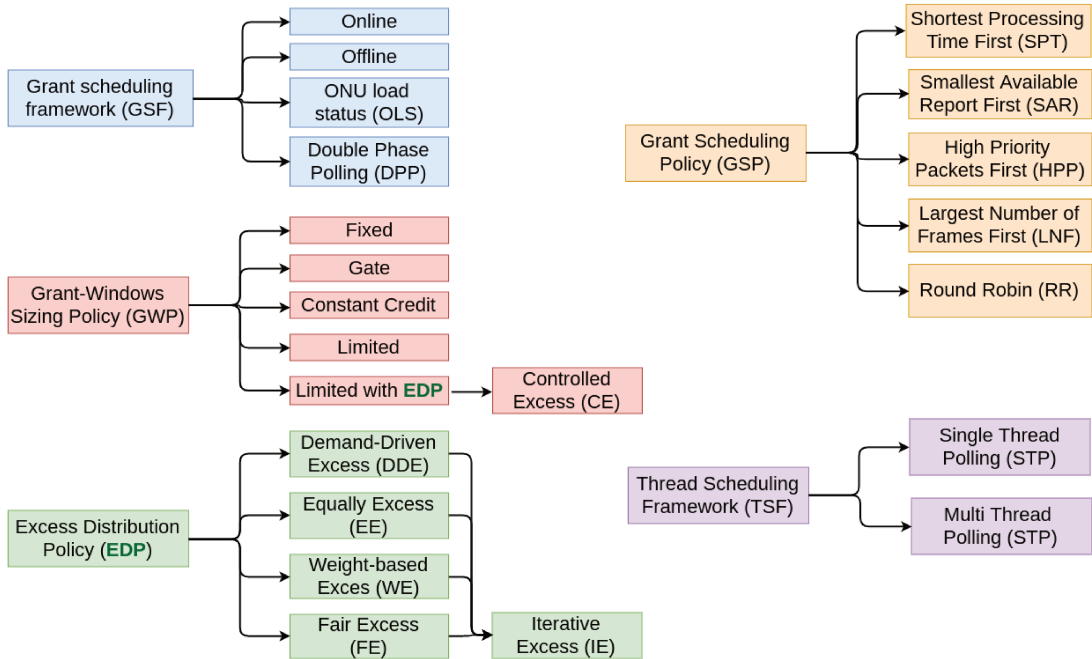 Grant scheduling
framework (GSF)
Online
Offline
ONU load
status (OLS)
Double Phase
Polling (DPP)
Grant-Windows
Sizing Policy (GWP)
Fixed
Gate
Constant Credit
Limited
Limited with EDP
Controlled
Excess (CE)
Excess Distribution
Policy (EDP)
Demand-Driven
Excess (DDE)
Equally Excess
(EE)
Weight-based
Exces (WE)
Fair Excess
(FE)
Iterative
Excess (IE)
Grant Scheduling
Policy (GSP)
Shortest Processing
Time First (SPT)
Smallest Available
Report First (SAR)
High Priority
Packets First (HPP)
Largest Number of
Frames First (LNF)
Round Robin (RR)
Thread Scheduling
Framework (TSF)
Single Thread
Polling (STP)
Multi Thread
Polling (STP)